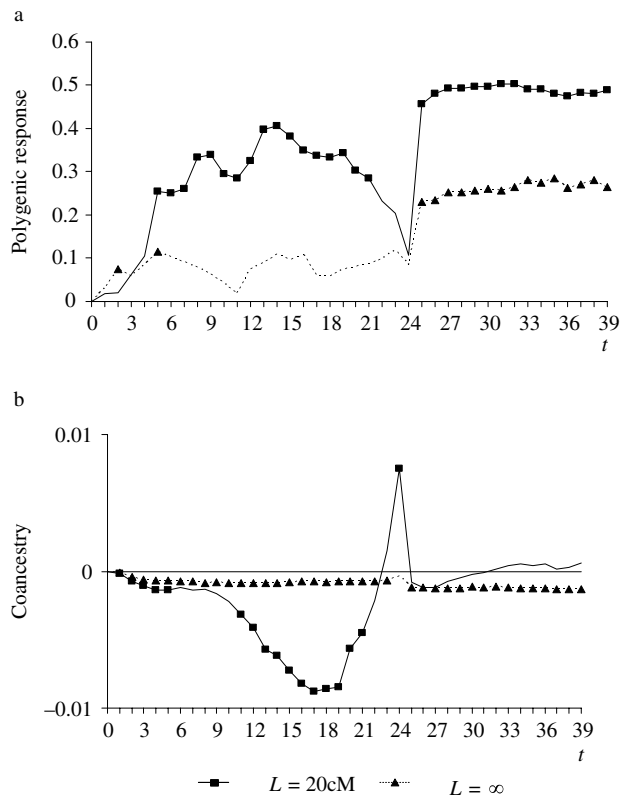 a
0.6
0.5
0.4
0.3
0.2
0.1
0
Polygenic response
0 3 6 9 12 15 18 21 24 27 30 33 36 39
t
b
0.01
0
–0.01
Coancestry
0 3 6 9 12 15 18 21 24 27 30 33 36 39
t
L = 20cM L = ∞